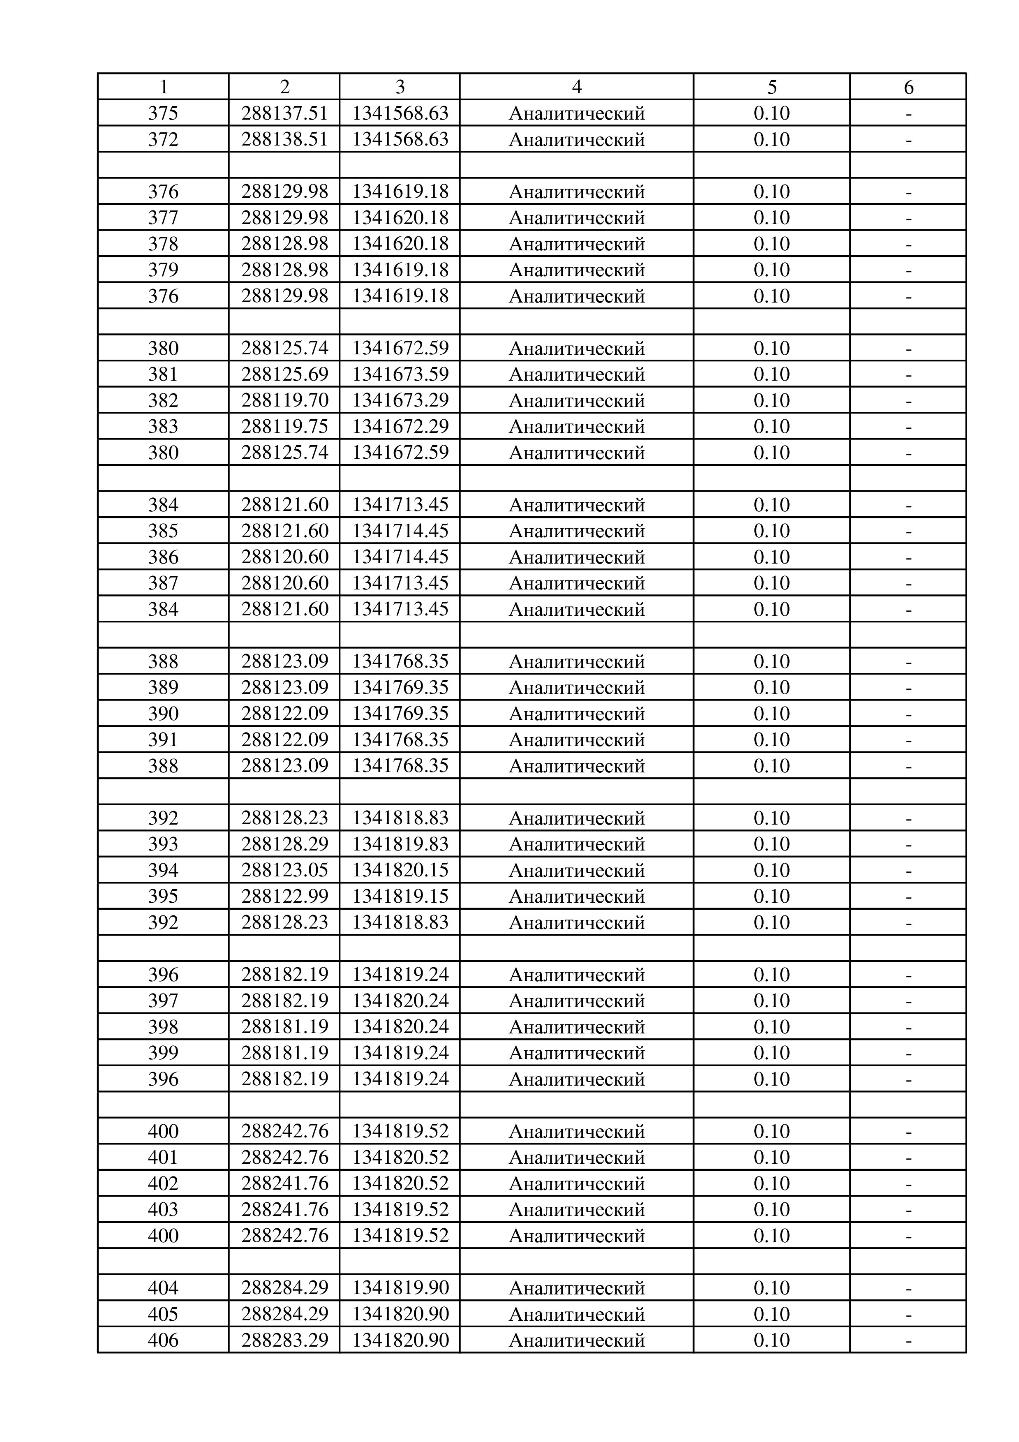 1 2 3 4 5 6
375 288137.51 1341568.63 Аналитический 0.10 -
372 288138.51 1341568.63 Аналитический 0.10 -
376 288129.98 1341619.18 Аналитический 0.10 -
377 288129.98 1341620.18 Аналитический 0.10 -
378 288128.98 1341620.18 Аналитический 0.10 -
379 288128.98 1341619.18 Аналитический 0.10 -
376 288129.98 1341619.18 Аналитический 0.10 -
380 288125.74 1341672.59 Аналитический 0.10 -
381 288125.69 1341673.59 Аналитический 0.10 -
382 288119.70 1341673.29 Аналитический 0.10 -
383 288119.75 1341672.29 Аналитический 0.10 -
380 288125.74 1341672.59 Аналитический 0.10 -
384 288121.60 1341713.45 Аналитический 0.10 -
385 288121.60 1341714.45 Аналитический 0.10 -
386 288120.60 1341714.45 Аналитический 0.10 -
387 288120.60 1341713.45 Аналитический 0.10 -
384 288121.60 1341713.45 Аналитический 0.10 -
388 288123.09 1341768.35 Аналитический 0.10 -
389 288123.09 1341769.35 Аналитический 0.10 -
390 288122.09 1341769.35 Аналитический 0.10 -
391 288122.09 1341768.35 Аналитический 0.10 -
388 288123.09 1341768.35 Аналитический 0.10 -
392 288128.23 1341818.83 Аналитический 0.10 -
393 288128.29 1341819.83 Аналитический 0.10 -
394 288123.05 1341820.15 Аналитический 0.10 -
395 288122.99 1341819.15 Аналитический 0.10 -
392 288128.23 1341818.83 Аналитический 0.10 -
396 288182.19 1341819.24 Аналитический 0.10 -
397 288182.19 1341820.24 Аналитический 0.10 -
398 288181.19 1341820.24 Аналитический 0.10 -
399 288181.19 1341819.24 Аналитический 0.10 -
396 288182.19 1341819.24 Аналитический 0.10 -
400 288242.76 1341819.52 Аналитический 0.10 -
401 288242.76 1341820.52 Аналитический 0.10 -
402 288241.76 1341820.52 Аналитический 0.10 -
403 288241.76 1341819.52 Аналитический 0.10 -
400 288242.76 1341819.52 Аналитический 0.10 -
404 288284.29 1341819.90 Аналитический 0.10 -
405 288284.29 1341820.90 Аналитический 0.10 -
406 288283.29 1341820.90 Аналитический 0.10 -